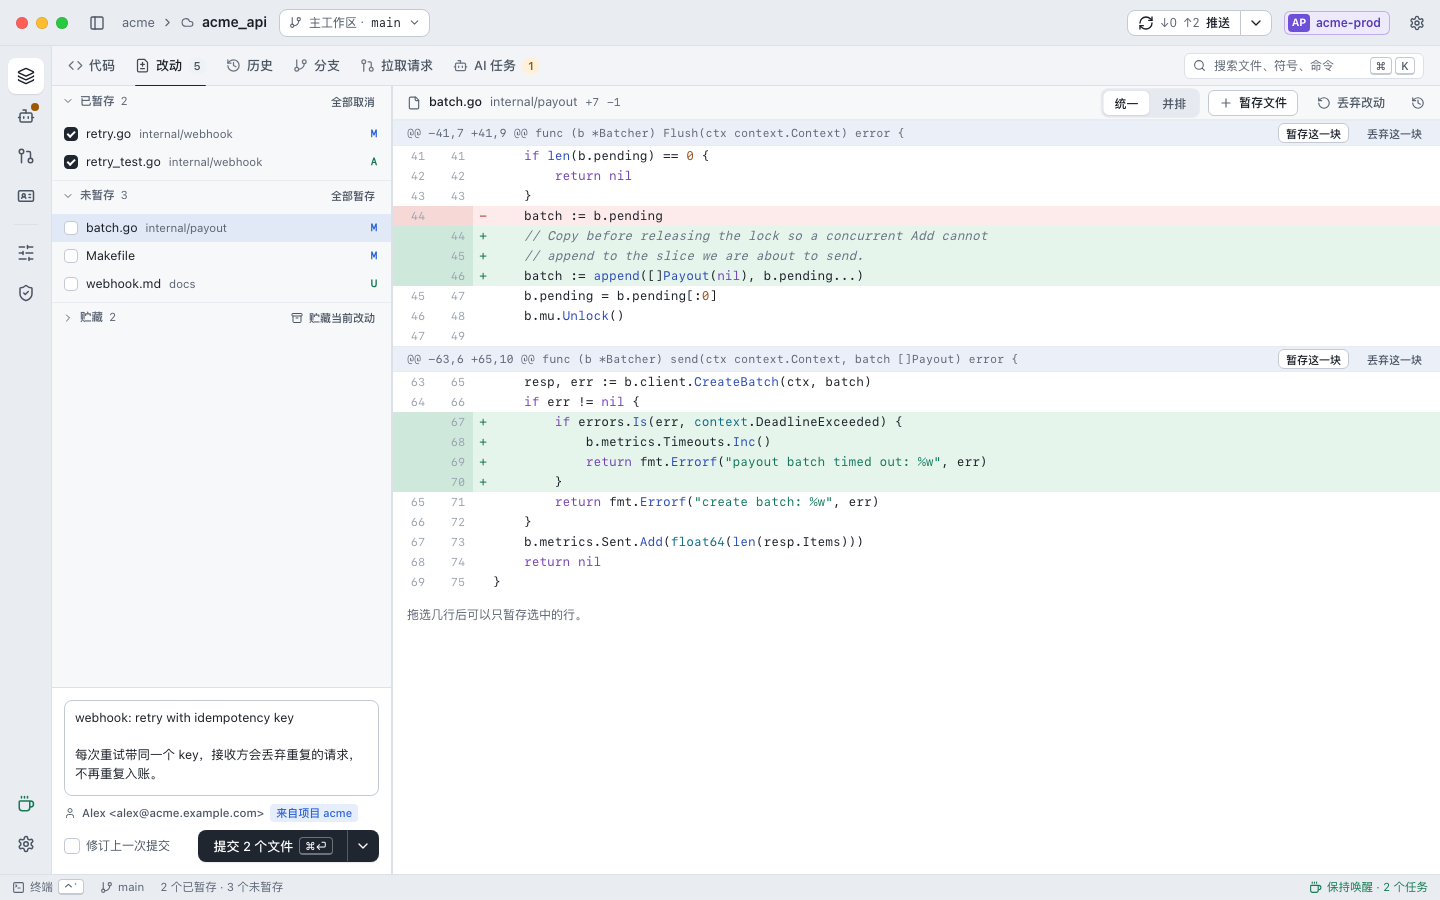 acme > acme_api 主工作区 · main
↓0 ↑2 推送
AP acme-prod
代码 改动 5 历史 分支 拉取请求 AI 任务 1
搜索文件、符号、命令 ⌘ K
已暂存 2 全部取消
retry.go internal/webhook M
retry_test.go internal/webhook A
未暂存 3 全部暂存
batch.go internal/payout M
Makefile M
webhook.md docs U
贮藏 2 贮藏当前改动
webhook: retry with idempotency key
每次重试带同一个 key，接收方会丢弃重复的请求，
不再重复入账。
Alex <alex@acme.example.com> 来自项目 acme
修订上一次提交 提交 2 个文件 ⌘⏎
batch.go internal/payout +7 −1 统一 并排 暂存文件 丢弃改动
@@ −41,7 +41,9 @@ func (b *Batcher) Flush(ctx context.Context) error { 暂存这一块 丢弃这一块
41 41 if len(b.pending) == 0 {
42 42 return nil
43 43 }
44 − batch := b.pending
44 + // Copy before releasing the lock so a concurrent Add cannot
45 + // append to the slice we are about to send.
46 + batch := append([]Payout(nil), b.pending...)
45 47 b.pending = b.pending[:0]
46 48 b.mu.Unlock()
47 49
@@ −63,6 +65,10 @@ func (b *Batcher) send(ctx context.Context, batch []Payout) error { 暂存这一块 丢弃这一块
63 65 resp, err := b.client.CreateBatch(ctx, batch)
64 66 if err != nil {
67 + if errors.Is(err, context.DeadlineExceeded) {
68 + b.metrics.Timeouts.Inc()
69 + return fmt.Errorf("payout batch timed out: %w", err)
70 + }
65 71 return fmt.Errorf("create batch: %w", err)
66 72 }
67 73 b.metrics.Sent.Add(float64(len(resp.Items)))
68 74 return nil
69 75 }
拖选几行后可以只暂存选中的行。
终端 ⌃` main 2 个已暂存 · 3 个未暂存
保持唤醒 · 2 个任务